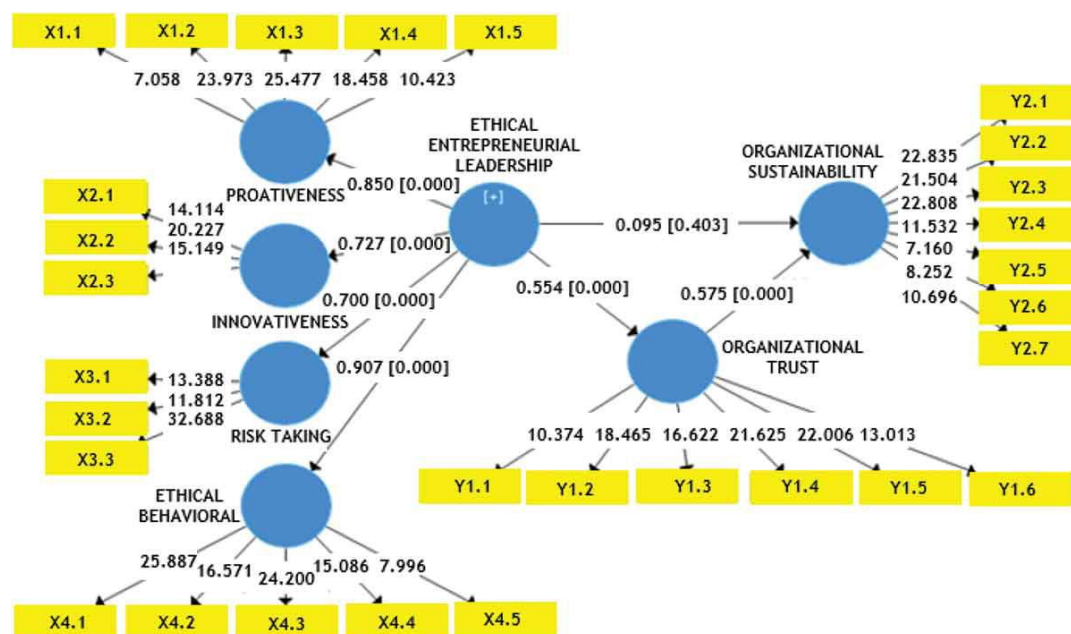 X1.1
X1.2
X1.3
X1.4
X1.5
7.058
23.973
25.477
18.458
10.423
PROATIVENESS
ETHICAL
ENTREPRENEURIAL
LEADERSHIP
[+]
0.850 [0.000]
X2.1
X2.2
X2.3
14.114
20.227
15.149
INNOVATIVENESS
0.727 [0.000]
0.700 [0.000]
X3.1
X3.2
X3.3
13.388
11.812
32.688
RISK TAKING
0.907 [0.000]
ETHICAL
BEHAVIORAL
25.887
16.571
24.200
15.086
7.996
X4.1
X4.2
X4.3
X4.4
X4.5
0.095 [0.403]
0.554 [0.000]
0.575 [0.000]
ORGANIZATIONAL
SUSTAINABILITY
22.835
21.504
22.808
11.532
7.160
8.252
10.696
Y2.1
Y2.2
Y2.3
Y2.4
Y2.5
Y2.6
Y2.7
ORGANIZATIONAL
TRUST
10.374
18.465
16.622
21.625
22.006
13.013
Y1.1
Y1.2
Y1.3
Y1.4
Y1.5
Y1.6